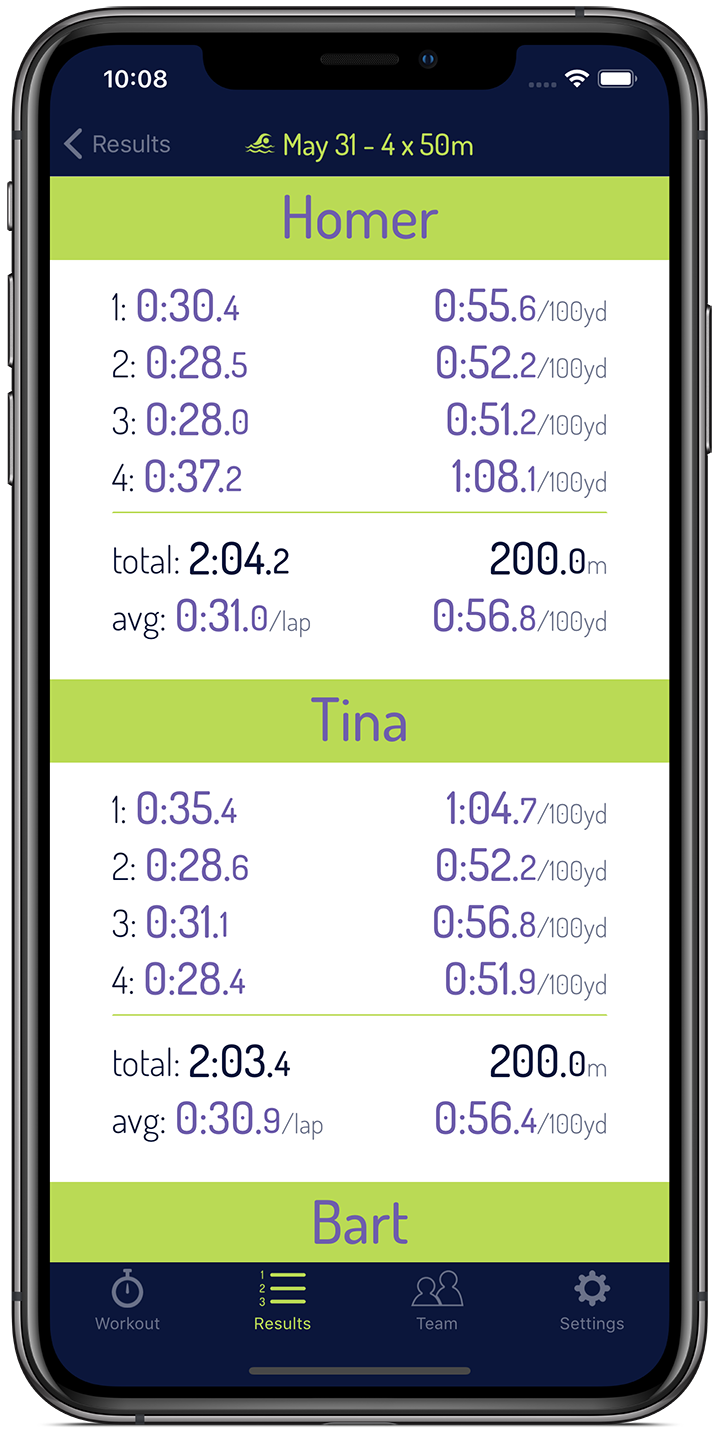 10:08
Results
May 31 - 4 x 50m
Homer
1: 0:30.4 0:55.6/100yd
2: 0:28.5 0:52.2/100yd
3: 0:28.0 0:51.2/100yd
4: 0:37.2 1:08.1/100yd
total: 2:04.2 200.0m
avg: 0:31.0/lap 0:56.8/100yd
Tina
1: 0:35.4 1:04.7/100yd
2: 0:28.6 0:52.2/100yd
3: 0:31.1 0:56.8/100yd
4: 0:28.4 0:51.9/100yd
total: 2:03.4 200.0m
avg: 0:30.9/lap 0:56.4/100yd
Bart
1
2
3
Workout Results Team Settings